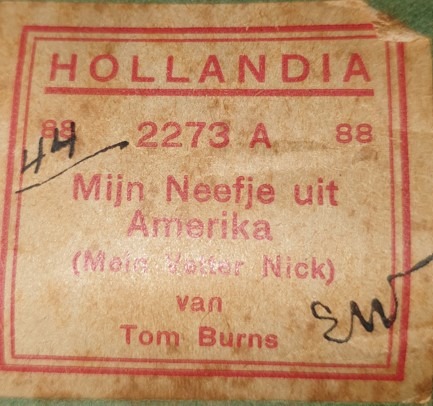 HOLLANDIA
88 2273 A 88
44
Mijn Neefje uit
Amerika
(Mein Vetter Nick)
van
Tom Burns